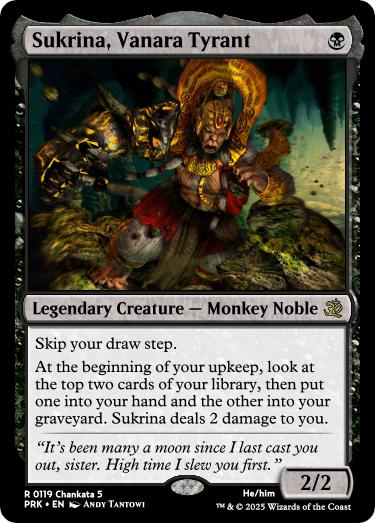 Sukrina, Vanara Tyrant
Legendary Creature — Monkey Noble
Skip your draw step.
At the beginning of your upkeep, look at
the top two cards of your library, then put
one into your hand and the other into your
graveyard. Sukrina deals 2 damage to you.
“It’s been many a moon since I last cast you
out, sister. High time I slew you first.”
2/2
R 0119 Chankata 5
He/him
PRK • EN Andy Tantowi
™ & © 2025 Wizards of the Coast